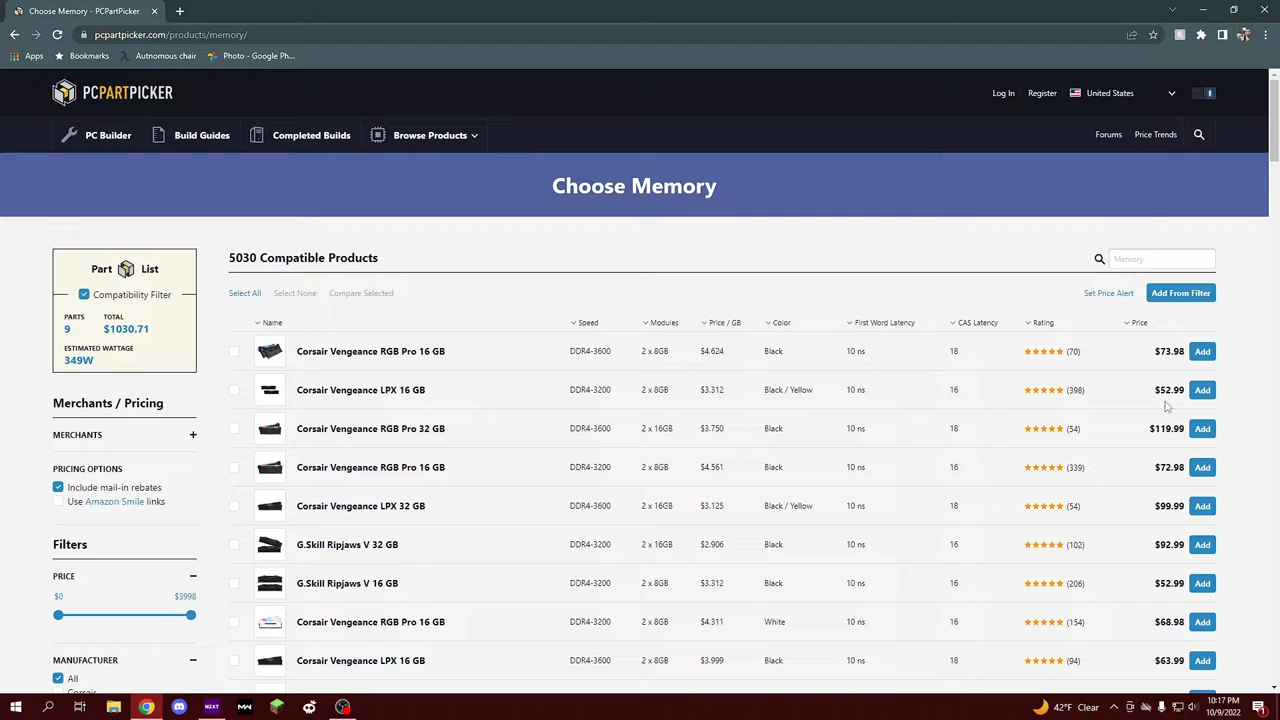 Choose Memory - PCPartPicker
pcpartpicker.com/products/memory/
Apps Bookmarks Autnomous chair Photo - Google Ph...
PCPARTPICKER
Log In Register United States
PC Builder Build Guides Completed Builds Browse Products
Forums Price Trends
Choose Memory
Part List
Compatibility Filter
PARTS TOTAL
9 $1030.71
ESTIMATED WATTAGE
349W
Merchants / Pricing
MERCHANTS
PRICING OPTIONS
Include mail-in rebates
Use Amazon Smile links
Filters
PRICE
$0 $3998
MANUFACTURER
All
Corsair
5030 Compatible Products
Memory
Select All Select None Compare Selected
Set Price Alert Add From Filter
Name Speed Modules Price / GB Color First Word Latency CAS Latency Rating Price
Corsair Vengeance RGB Pro 16 GB DDR4-3600 2 x 8GB $4.624 Black 10 ns 18 (70) $73.98 Add
Corsair Vengeance LPX 16 GB DDR4-3200 2 x 8GB $3.312 Black / Yellow 10 ns 16 (398) $52.99 Add
Corsair Vengeance RGB Pro 32 GB DDR4-3600 2 x 16GB $3.750 Black 10 ns 18 (54) $119.99 Add
Corsair Vengeance RGB Pro 16 GB DDR4-3200 2 x 8GB $4.561 Black 10 ns 16 (339) $72.98 Add
Corsair Vengeance LPX 32 GB DDR4-3600 2 x 16GB $3.125 Black / Yellow 10 ns 18 (54) $99.99 Add
G.Skill Ripjaws V 32 GB DDR4-3200 2 x 16GB $2.906 Black 10 ns 16 (102) $92.99 Add
G.Skill Ripjaws V 16 GB DDR4-3200 2 x 8GB $3.312 Black 10 ns 16 (206) $52.99 Add
Corsair Vengeance RGB Pro 16 GB DDR4-3200 2 x 8GB $4.311 White 10 ns 16 (154) $68.98 Add
Corsair Vengeance LPX 16 GB DDR4-3600 2 x 8GB $3.999 Black 10 ns 18 (94) $63.99 Add
NZXT MW
42°F Clear
10:17 PM
10/9/2022